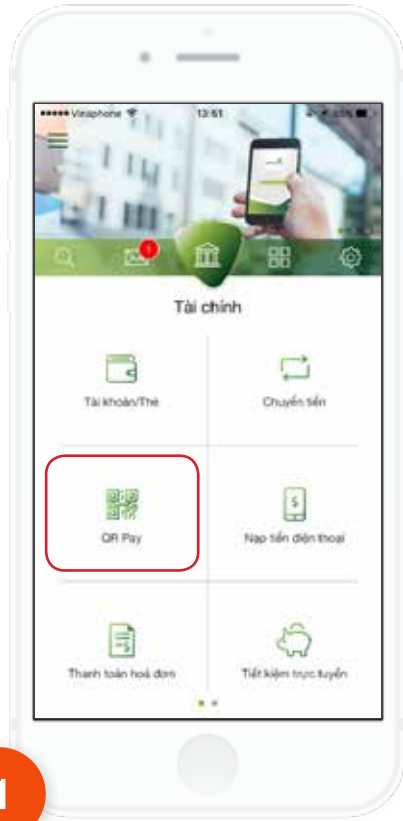 Vinaphone 13:51
1
Tài chính
Tài khoản/Thẻ Chuyển tiền
QR Pay Nạp tiền điện thoại
Thanh toán hoá đơn Tiết kiệm trực tuyến
1